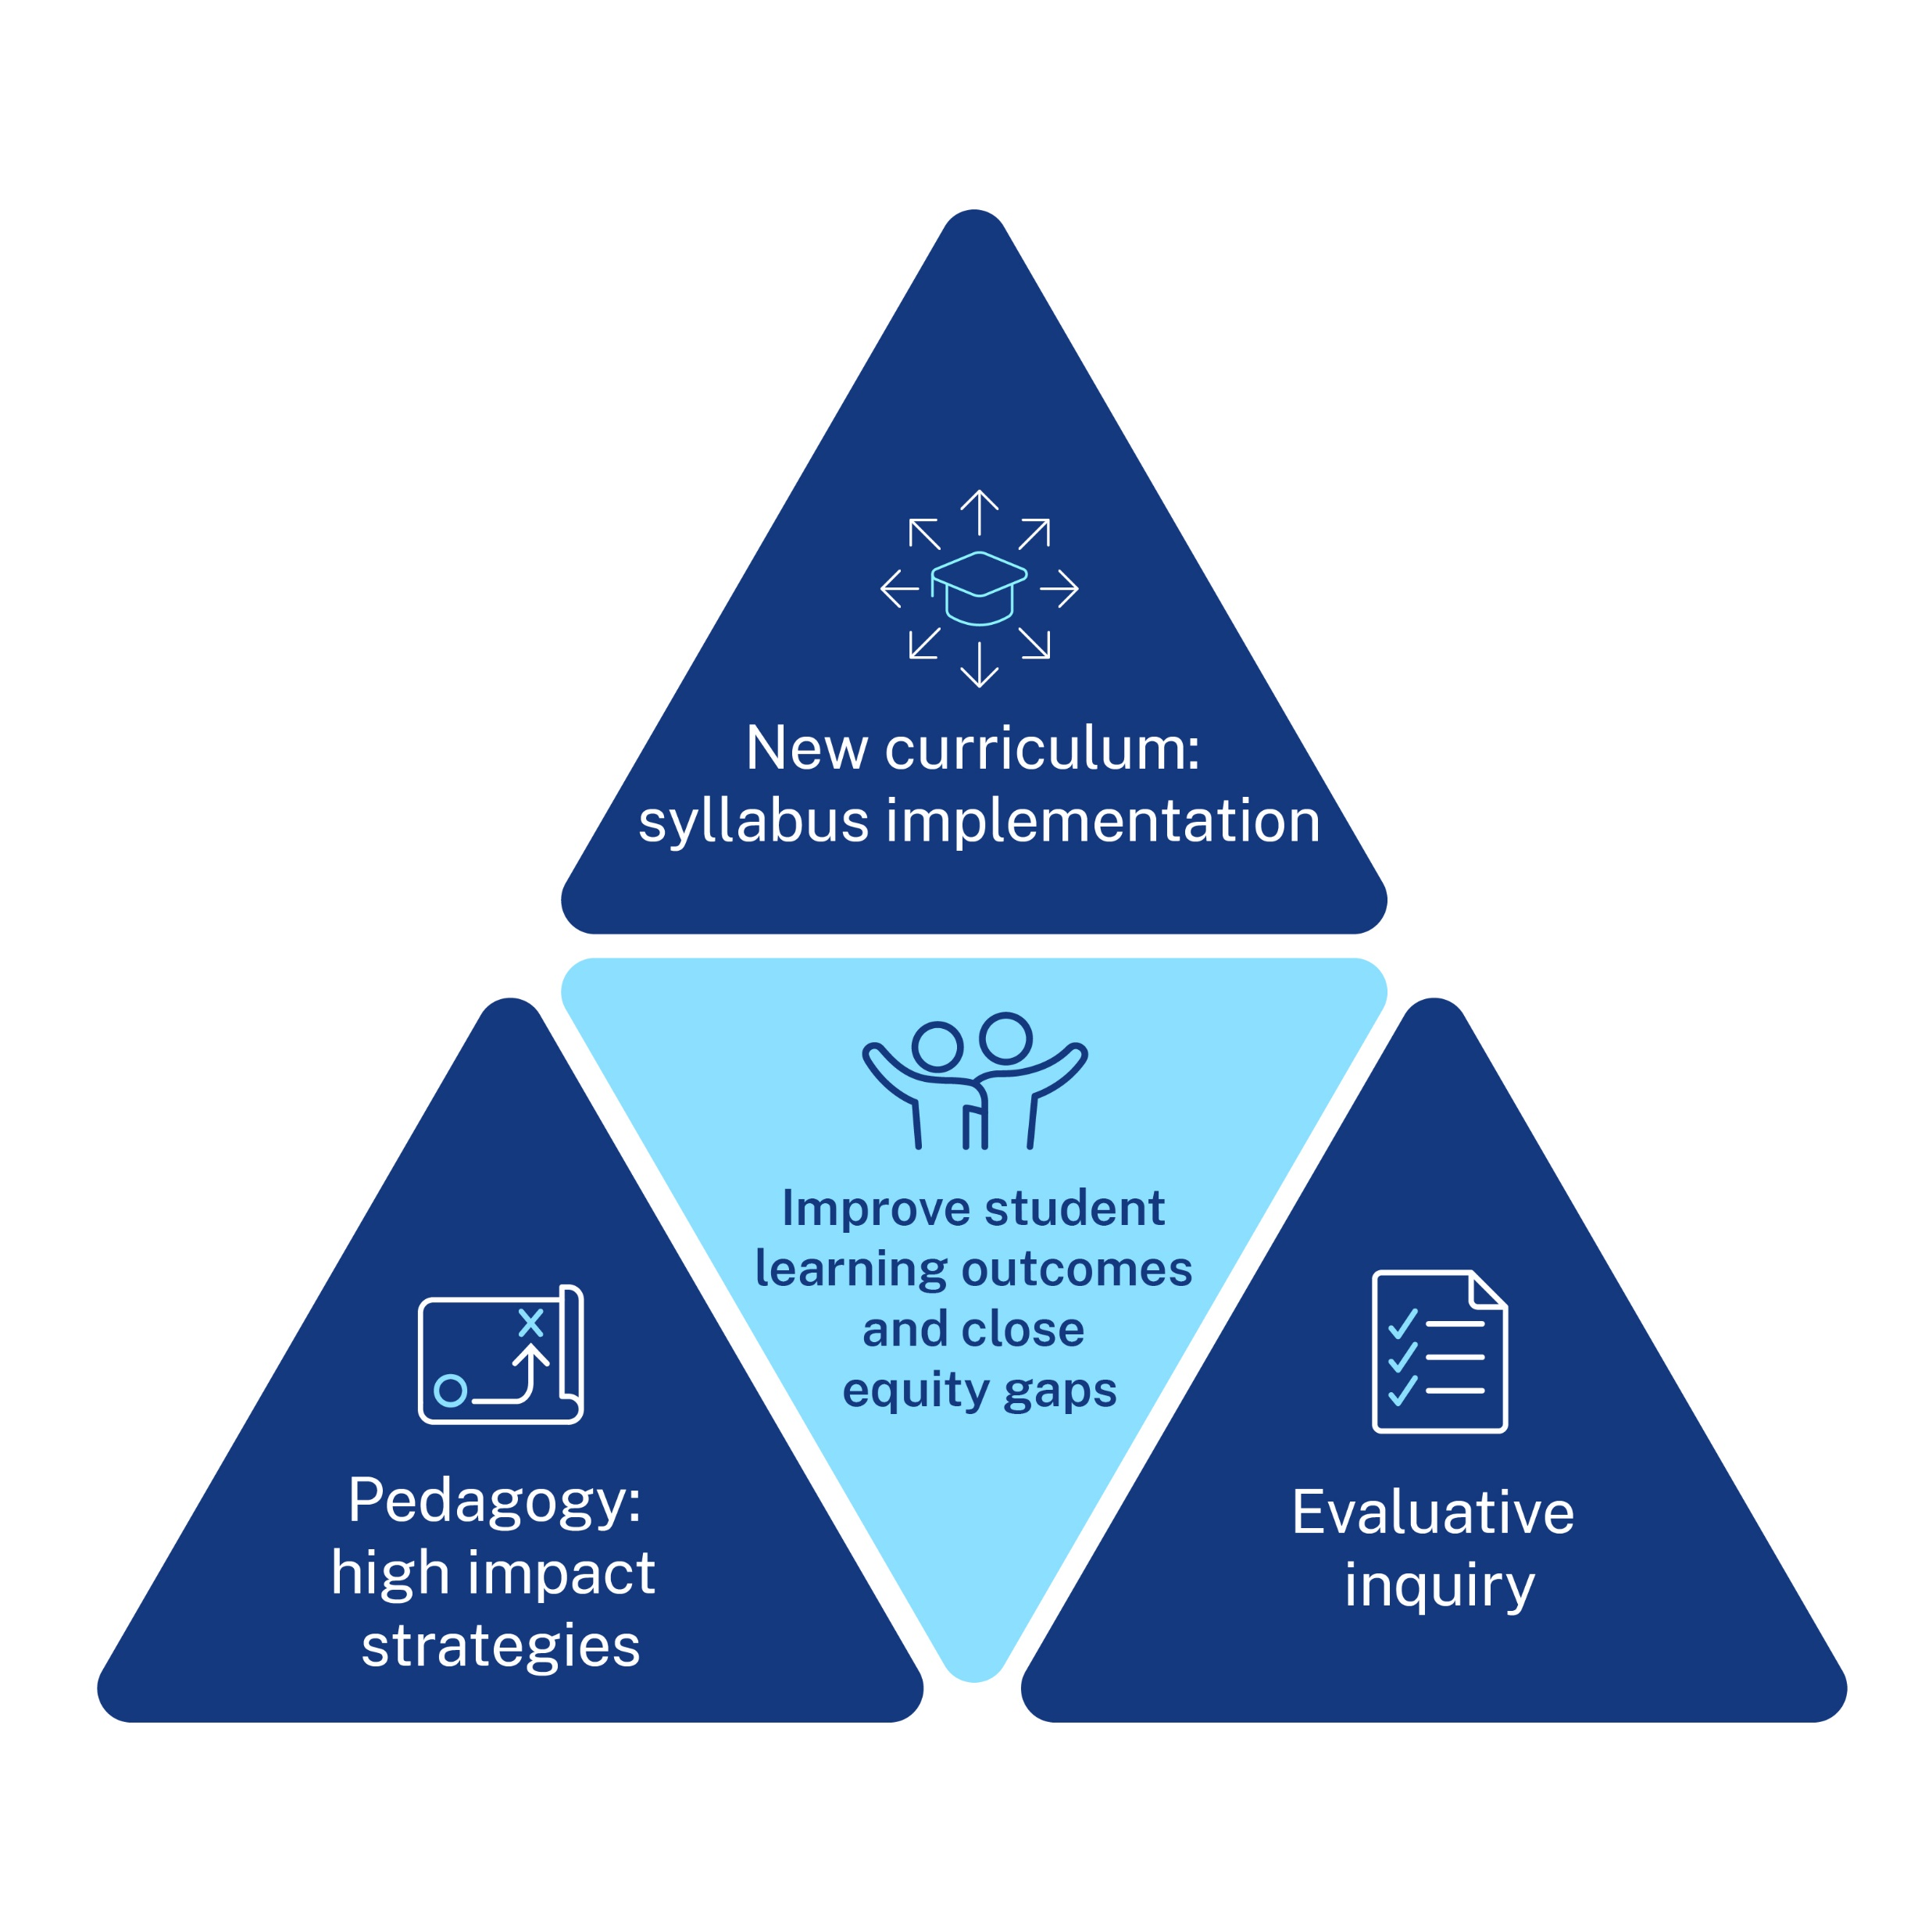 New curriculum:
syllabus implementation
Improve student
learning outcomes
and close
equity gaps
Pedagogy:
high impact
strategies
Evaluative
inquiry